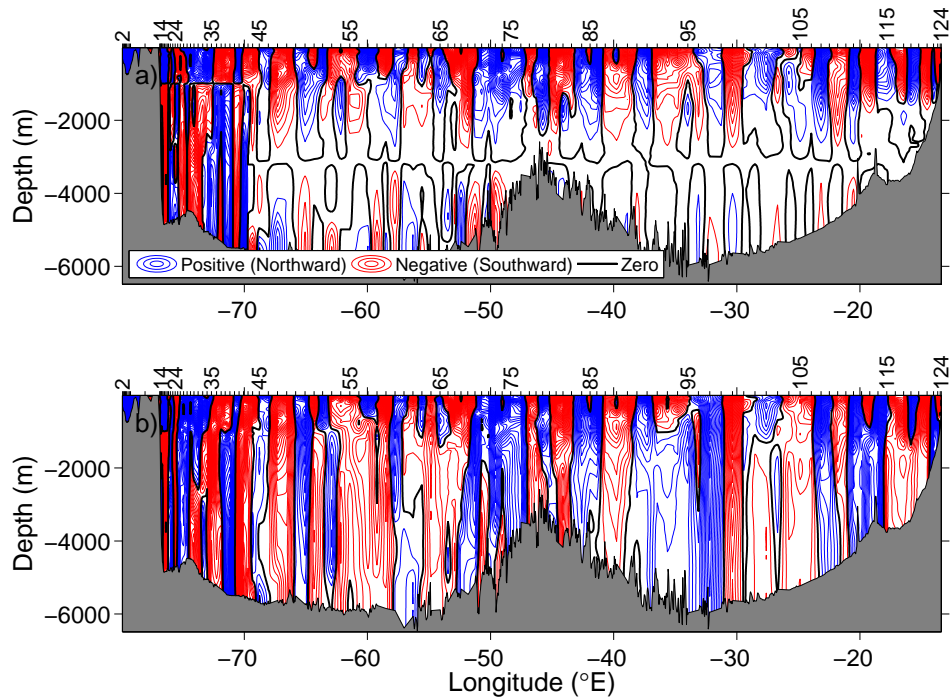 2 14 24 35 45 55 65 75 85 95 105 115 124
a)
Depth (m)
−2000
−4000
−6000
Positive (Northward) Negative (Southward) Zero
−70 −60 −50 −40 −30 −20
2 14 24 35 45 55 65 75 85 95 105 115 124
b)
Depth (m)
−2000
−4000
−6000
−70 −60 −50 −40 −30 −20
Longitude (°E)